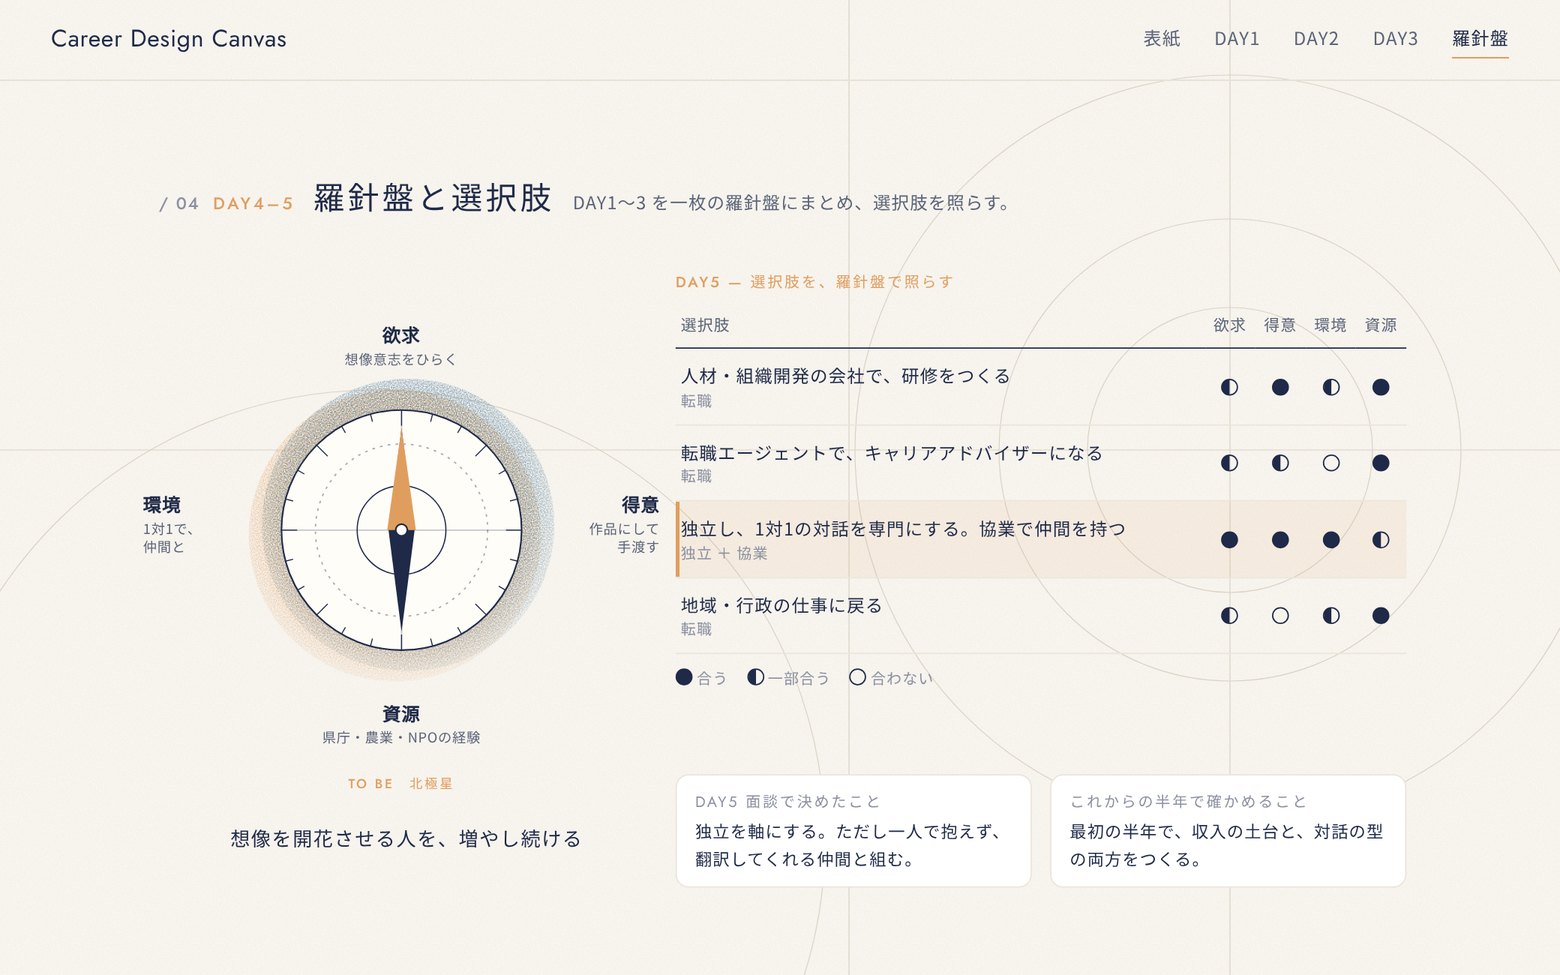 Career Design Canvas
表紙 DAY1 DAY2 DAY3 羅針盤
/ 04 DAY4–5 羅針盤と選択肢 DAY1〜3 を一枚の羅針盤にまとめ、選択肢を照らす。
欲求
想像意志をひらく
環境
1対1で、
仲間と
得意
作品にして
手渡す
資源
県庁・農業・NPOの経験
TO BE 北極星
想像を開花させる人を、増やし続ける
DAY5 — 選択肢を、羅針盤で照らす
選択肢 欲求 得意 環境 資源
人材・組織開発の会社で、研修をつくる
転職
転職エージェントで、キャリアアドバイザーになる
転職
独立し、1対1の対話を専門にする。協業で仲間を持つ
独立 ＋ 協業
地域・行政の仕事に戻る
転職
合う 一部合う 合わない
DAY5 面談で決めたこと
独立を軸にする。ただし一人で抱えず、
翻訳してくれる仲間と組む。
これからの半年で確かめること
最初の半年で、収入の土台と、対話の型
の両方をつくる。